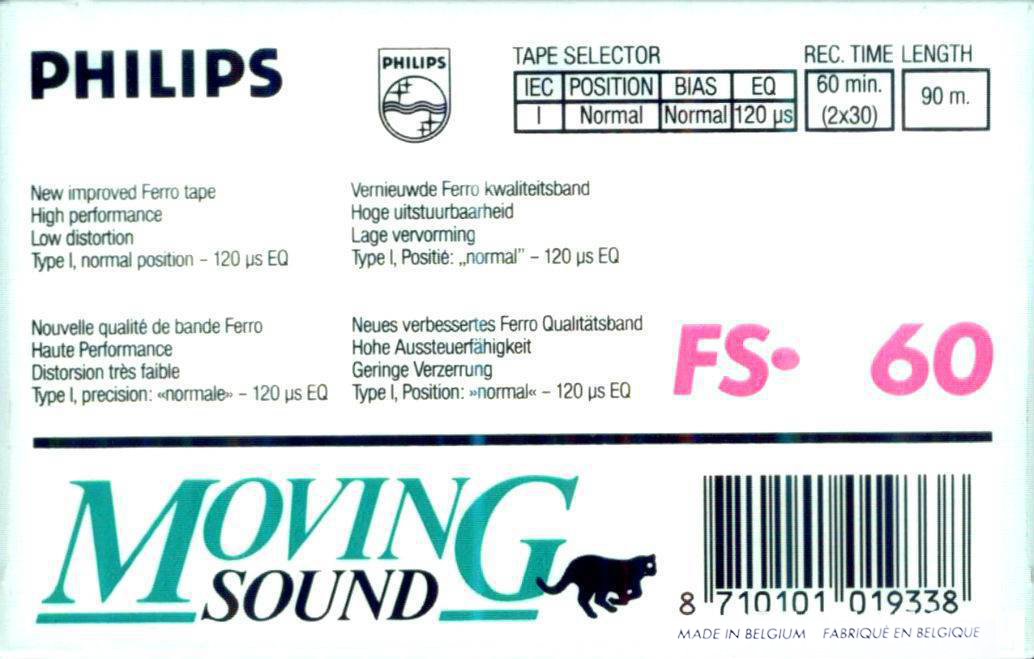 PHILIPS
PHILIPS
TAPE SELECTOR
REC. TIME LENGTH
IEC POSITION BIAS EQ
I Normal Normal 120 µs
60 min.
(2x30)
90 m.
New improved Ferro tape
High performance
Low distortion
Type I, normal position – 120 µs EQ
Vernieuwde Ferro kwaliteitsband
Hoge uitstuurbaarheid
Lage vervorming
Type I, Positie: „normal” – 120 µs EQ
Nouvelle qualité de bande Ferro
Haute Performance
Distorsion très faible
Type I, precision: «normale» – 120 µs EQ
Neues verbessertes Ferro Qualitätsband
Hohe Aussteuerfähigkeit
Geringe Verzerrung
Type I, Position: »normal« – 120 µs EQ
FS• 60
MOVING
SOUND
8 710101 019338
MADE IN BELGIUM FABRIQUÉ EN BELGIQUE